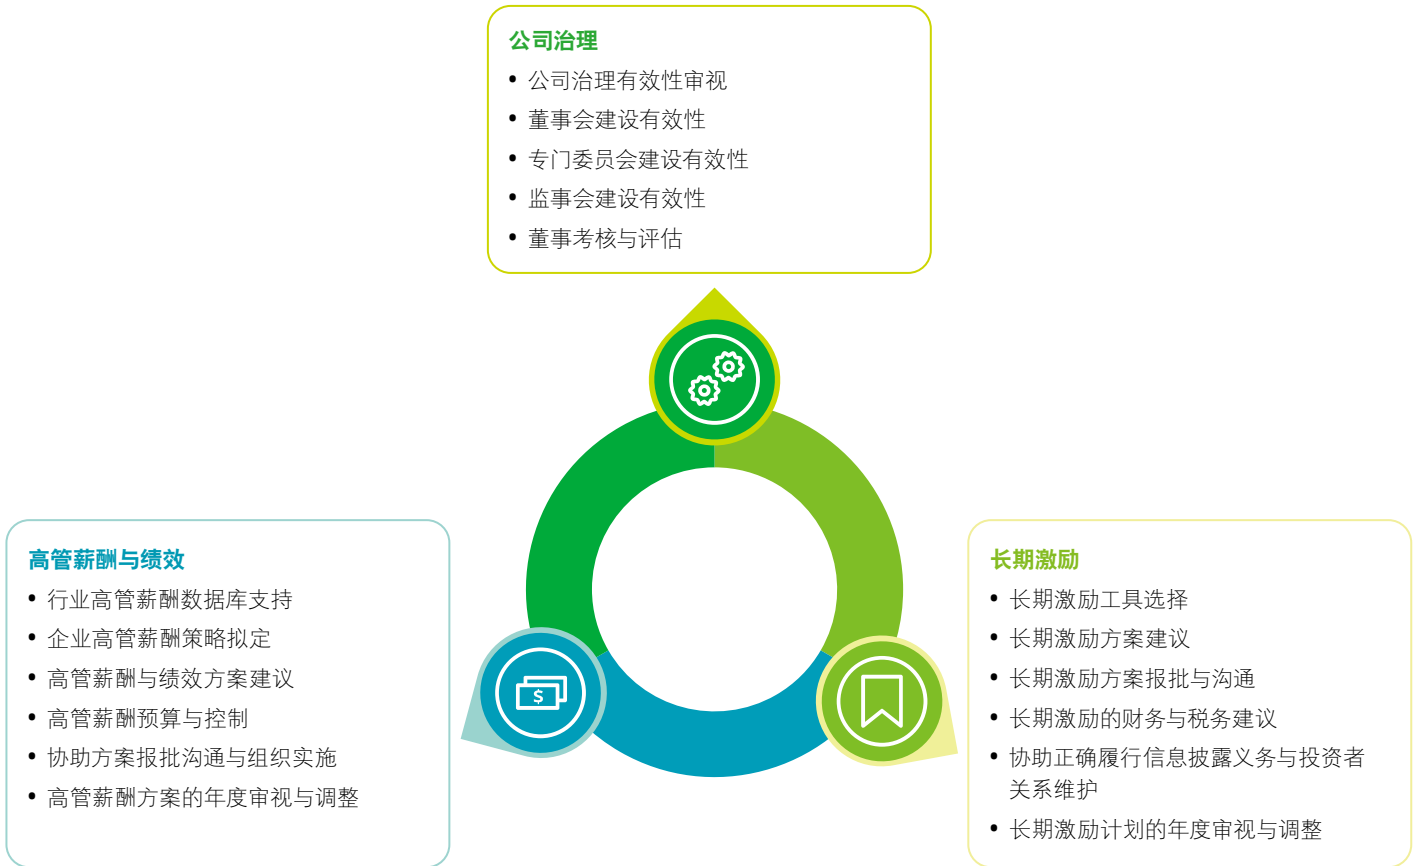 公司治理
• 公司治理有效性审视
• 董事会建设有效性
• 专门委员会建设有效性
• 监事会建设有效性
• 董事考核与评估
高管薪酬与绩效
• 行业高管薪酬数据库支持
• 企业高管薪酬策略拟定
• 高管薪酬与绩效方案建议
• 高管薪酬预算与控制
• 协助方案报批沟通与组织实施
• 高管薪酬方案的年度审视与调整
$
长期激励
• 长期激励工具选择
• 长期激励方案建议
• 长期激励方案报批与沟通
• 长期激励的财务与税务建议
• 协助正确履行信息披露义务与投资者
关系维护
• 长期激励计划的年度审视与调整